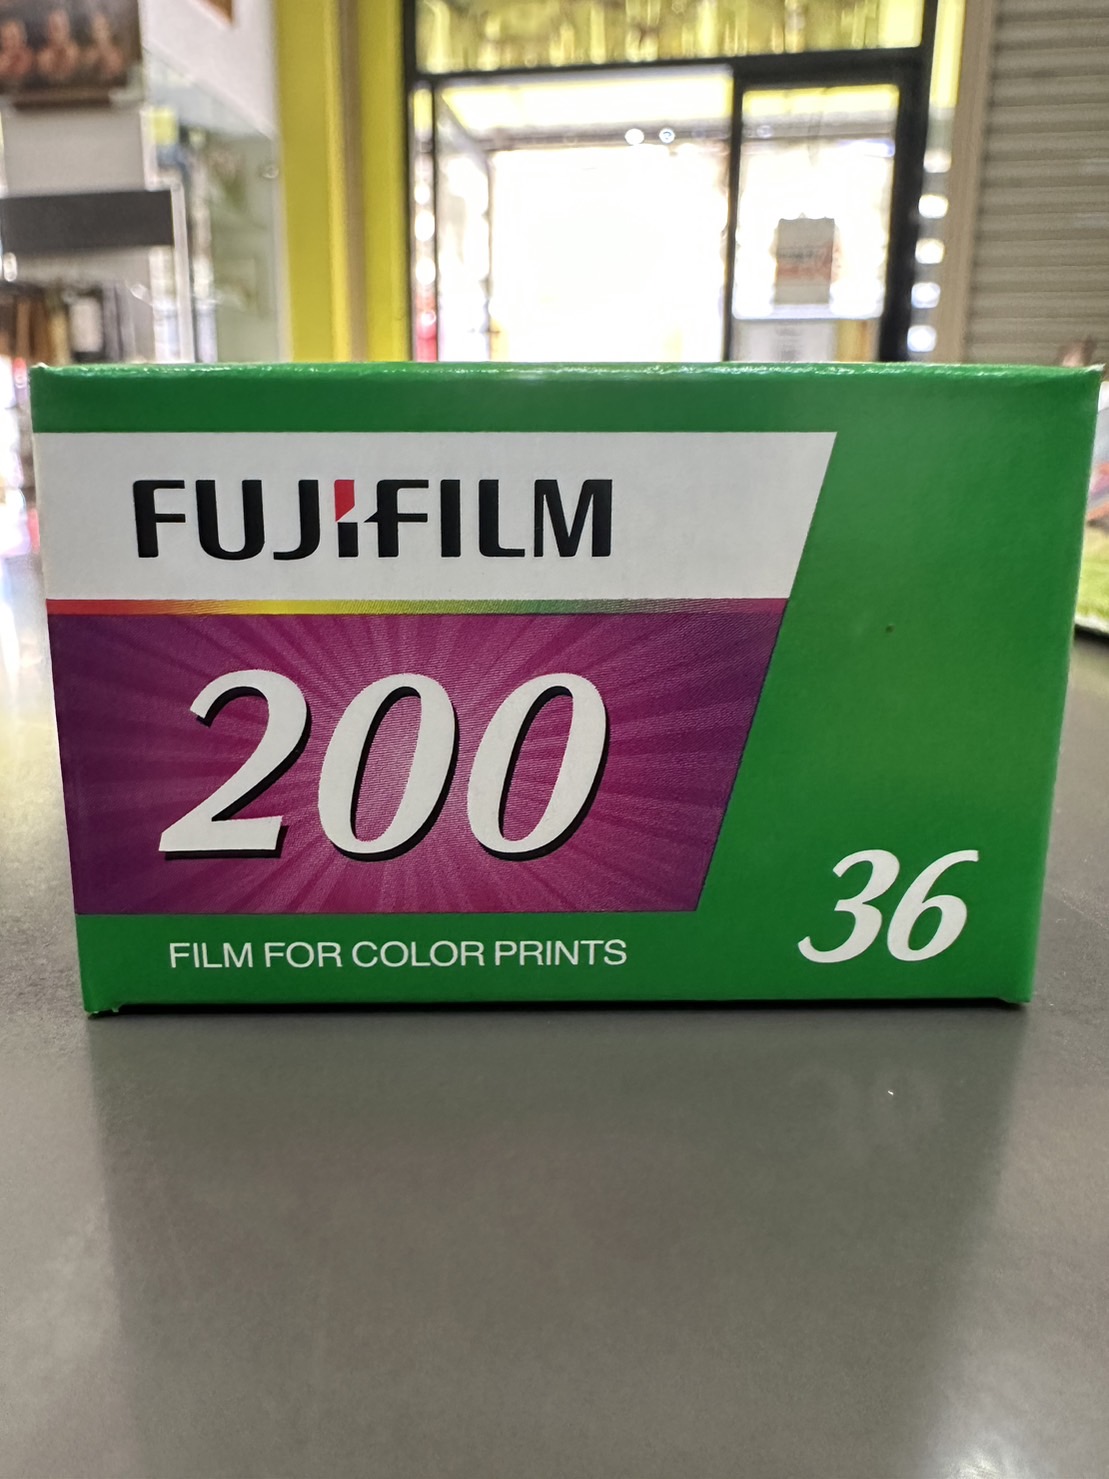 FUJIFILM
200
36
FILM FOR COLOR PRINTS